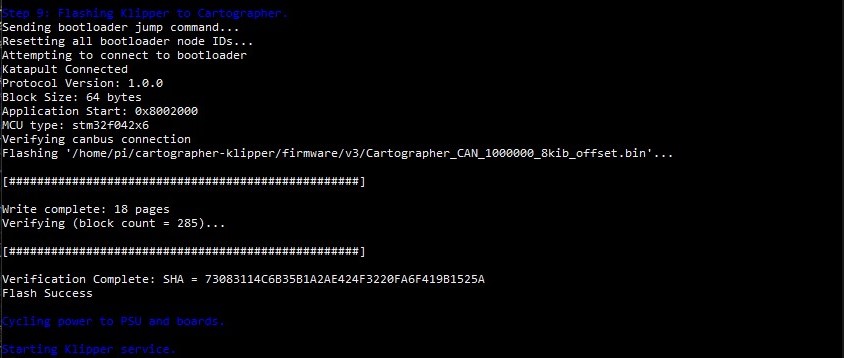 Step 9: Flashing Klipper to Cartographer.
Sending bootloader jump command...
Resetting all bootloader node IDs...
Attempting to connect to bootloader
Katapult Connected
Protocol Version: 1.0.0
Block Size: 64 bytes
Application Start: 0x8002000
MCU type: stm32f042x6
Verifying canbus connection
Flashing '/home/pi/cartographer-klipper/firmware/v3/Cartographer_CAN_1000000_8kib_offset.bin'...
[##################################################]
Write complete: 18 pages
Verifying (block count = 285)...
[##################################################]
Verification Complete: SHA = 73083114C6B35B1A2AE424F3220FA6F419B1525A
Flash Success
Cycling power to PSU and boards.
Starting Klipper service.